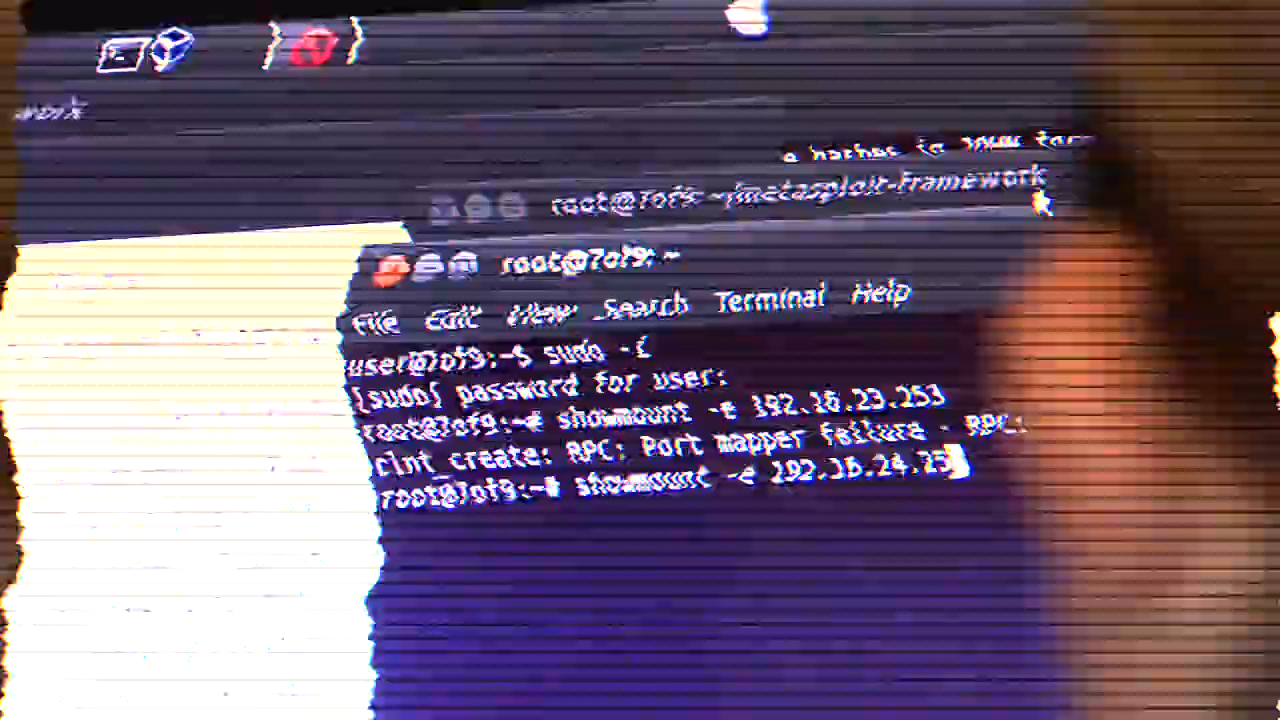 work
root@7of9: ~/metasploit-framework
root@7of9: ~
File Edit View Search Terminal Help
user@7of9:~$ sudo -i
[sudo] password for user:
root@7of9:~# showmount -e 192.16.23.253
rint_create: RPC: Port mapper failure - RPC:
root@7of9:~# showmount -e 192.16.24.25